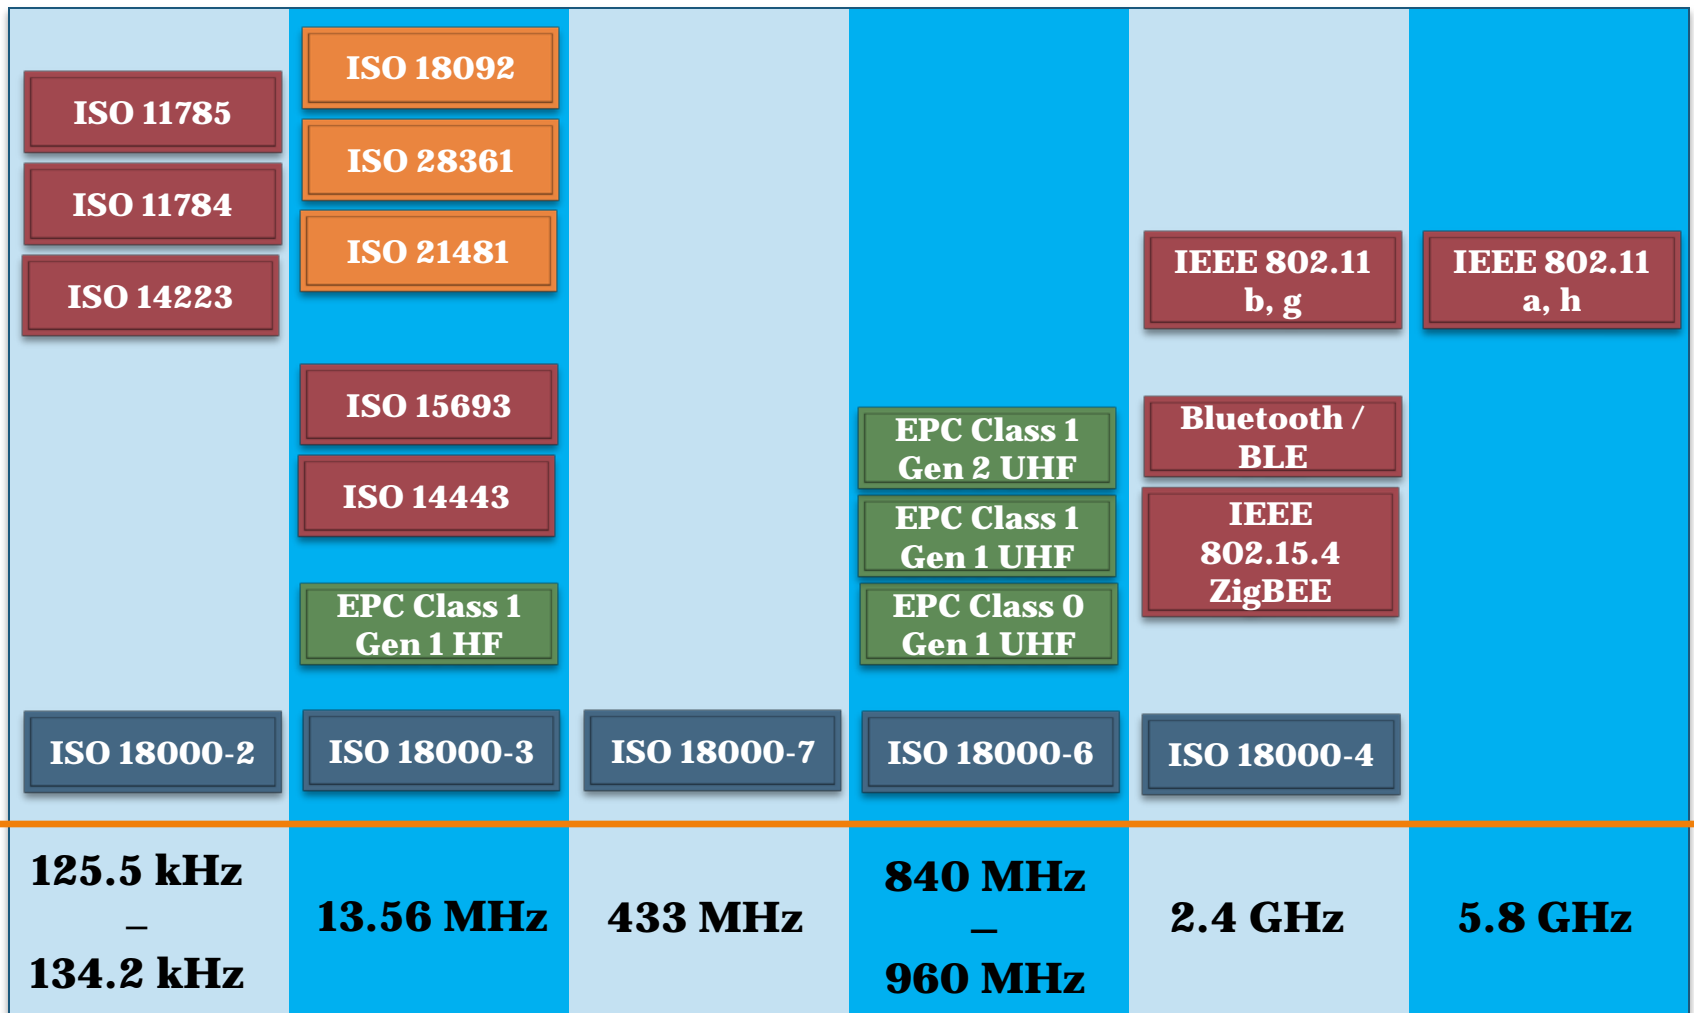 ISO 11785
ISO 11784
ISO 14223
ISO 18000-2
125.5 kHz
–
134.2 kHz
ISO 18092
ISO 28361
ISO 21481
ISO 15693
ISO 14443
EPC Class 1
Gen 1 HF
ISO 18000-3
13.56 MHz
ISO 18000-7
433 MHz
EPC Class 1
Gen 2 UHF
EPC Class 1
Gen 1 UHF
EPC Class 0
Gen 1 UHF
ISO 18000-6
840 MHz
–
960 MHz
IEEE 802.11
b, g
Bluetooth /
BLE
IEEE
802.15.4
ZigBEE
ISO 18000-4
2.4 GHz
IEEE 802.11
a, h
5.8 GHz